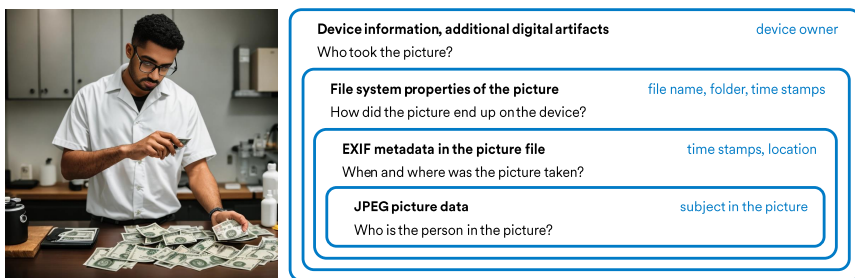 Device information, additional digital artifacts device owner
Who took the picture?
File system properties of the picture file name, folder, time stamps
How did the picture end up on the device?
EXIF metadata in the picture file time stamps, location
When and where was the picture taken?
JPEG picture data subject in the picture
Who is the person in the picture?